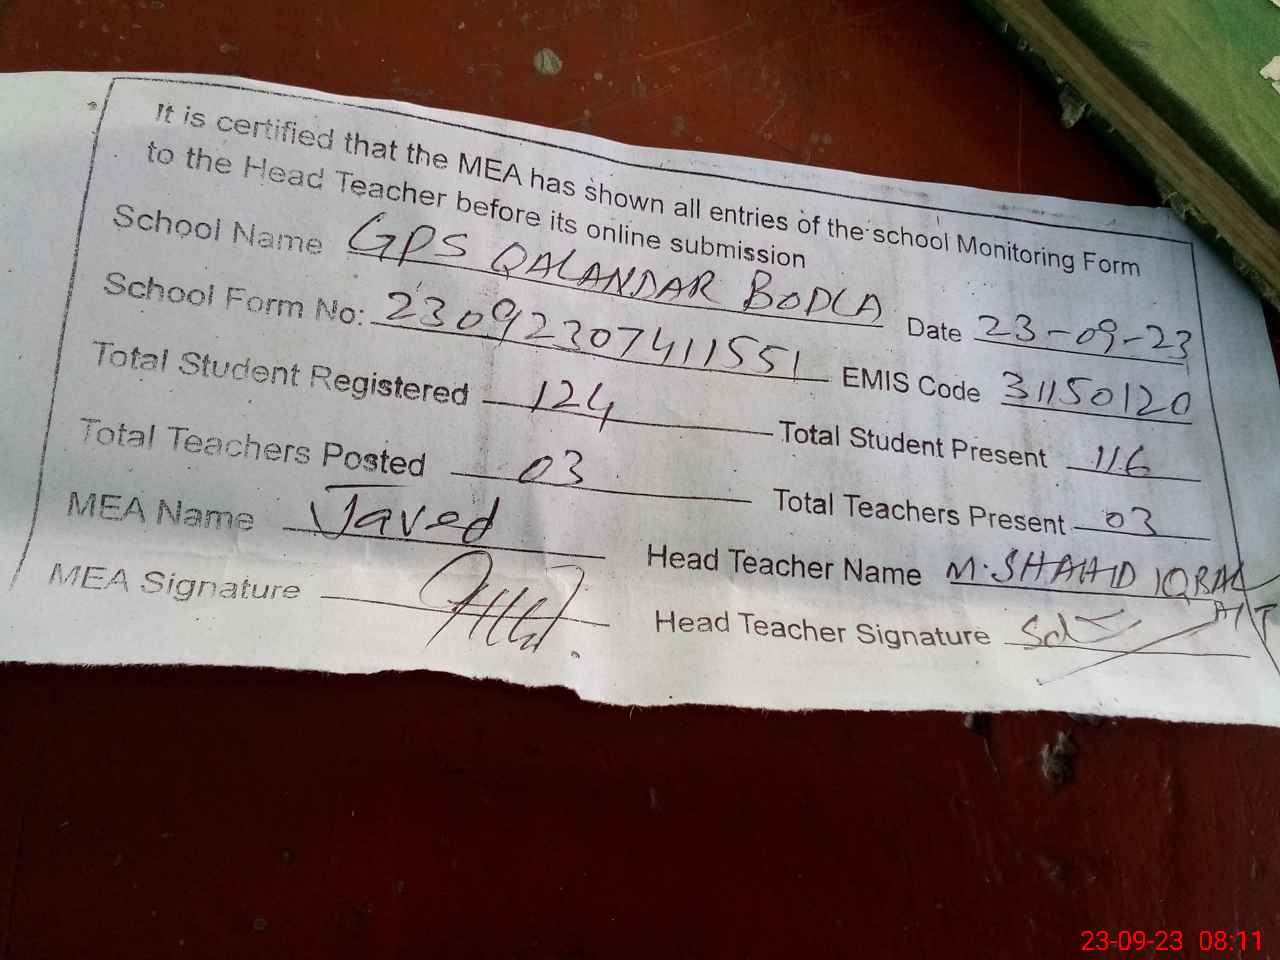 It is certified that the MEA has shown all entries of the school Monitoring Form
to the Head Teacher before its online submission
School Name GPS QALANDAR BODLA Date 23-09-23
School Form No: 23092307411551 EMIS Code 31150120
Total Student Registered 124 Total Student Present 116
Total Teachers Posted 03 Total Teachers Present 03
MEA Name Javed Head Teacher Name M.SHAHID IQBAL
MEA Signature Head Teacher Signature Sd
23-09-23 08:11